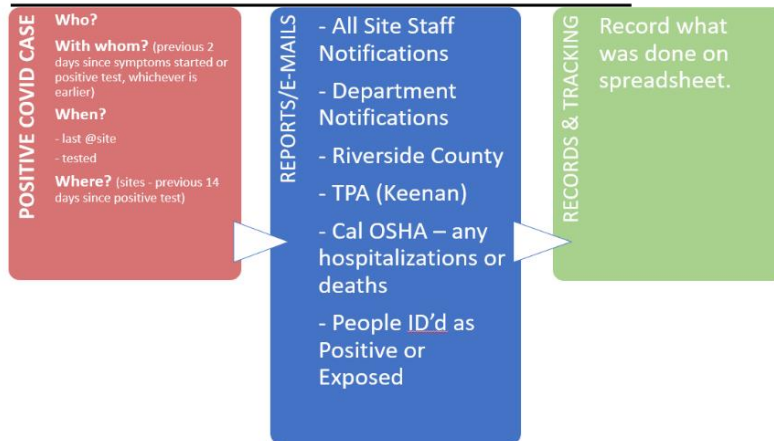 POSITIVE COVID CASE
Who?
With whom? (previous 2
days since symptoms started or
positive test, whichever is
earlier)
When?
- last @site
- tested
Where? (sites - previous 14
days since positive test)
REPORTS/E-MAILS
- All Site Staff
Notifications
- Department
Notifications
- Riverside County
- TPA (Keenan)
- Cal OSHA – any
hospitalizations or
deaths
- People ID’d as
Positive or
Exposed
RECORDS & TRACKING
Record what
was done on
spreadsheet.